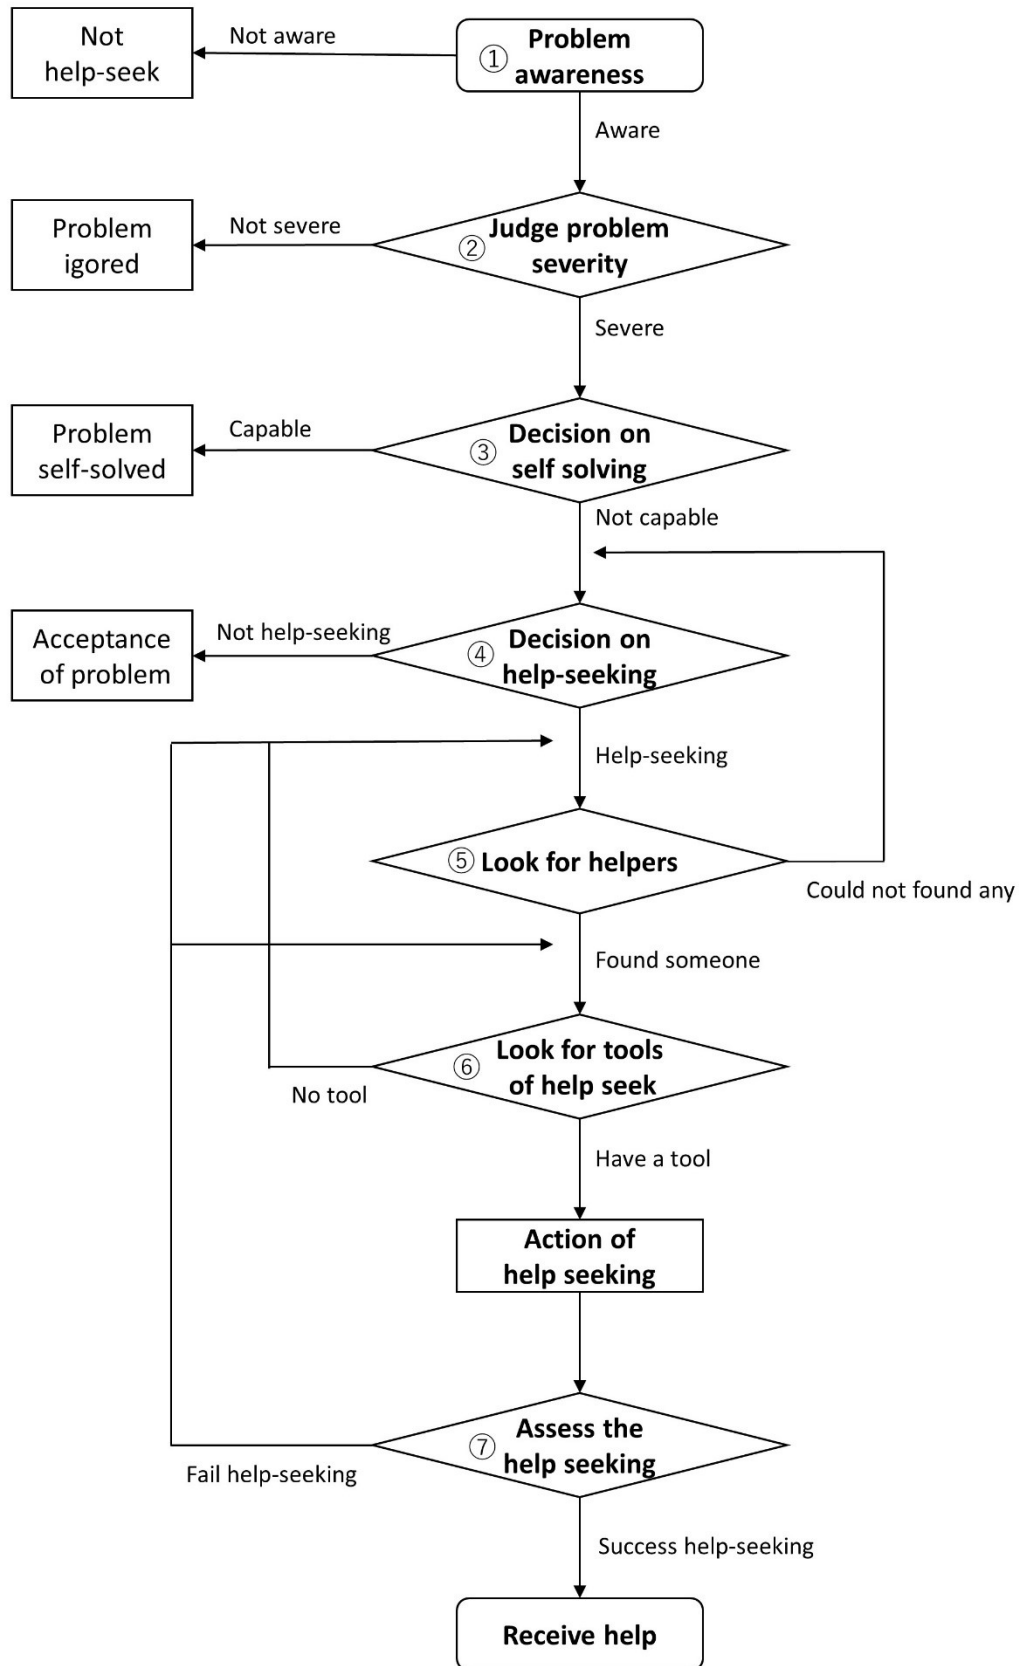 Not
help-seek
Not aware
①
Problem
awareness
Aware
Problem
igored
Not severe
②
Judge problem
severity
Severe
Problem
self-solved
Capable
③
Decision on
self solving
Not capable
Acceptance
of problem
Not help-seeking
④
Decision on
help-seeking
Help-seeking
⑤ Look for helpers
Could not found any
Found someone
⑥
Look for tools
of help seek
No tool
Have a tool
Action of
help seeking
⑦
Assess the
help seeking
Fail help-seeking
Success help-seeking
Receive help